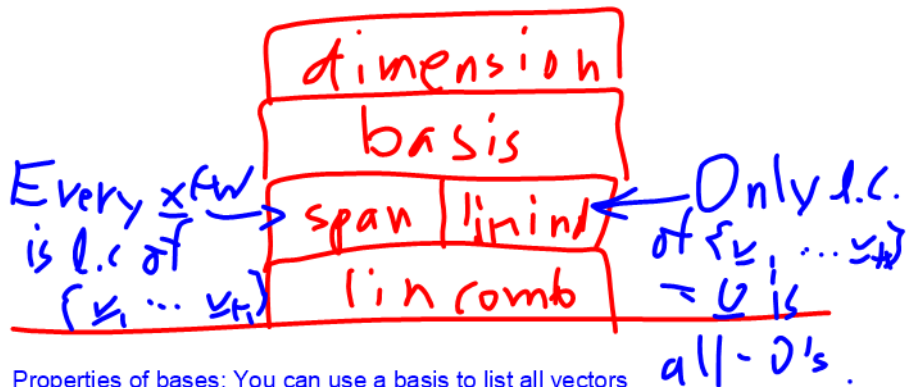 dimension
basis
Every x∈W
is l.c of
{v₁ ... vₖ}
span
linind
lin comb
Only l.c.
of {v₁ ... vₖ}
= 0 is
all-0's.
Properties of bases: You can use a basis to list all vectors